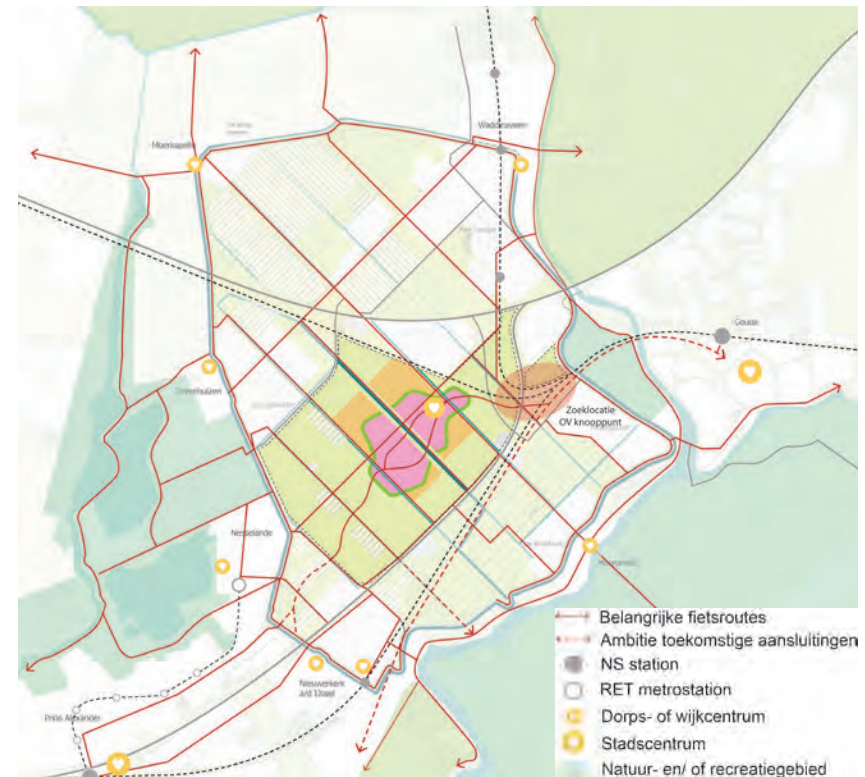 Moerkapelle
Waddinxveen
Gouda
Zoeklocatie
OV knooppunt
Zevenhuizen
Nesselande
Moordrecht
Nieuwerkerk
a/d IJssel
Prins Alexander
Belangrijke fietsroutes
Ambitie toekomstige aansluitingen
NS station
RET metrostation
Dorps- of wijkcentrum
Stadscentrum
Natuur- en/ of recreatiegebied